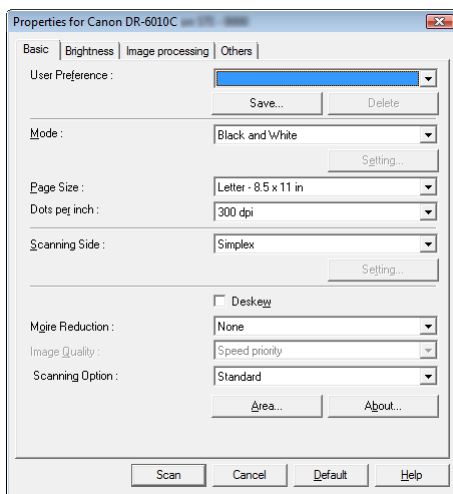 Properties for Canon DR-6010C
Basic Brightness Image processing Others
User Preference :
Save... Delete
Mode : Black and White
Setting...
Page Size : Letter - 8.5 x 11 in
Dots per inch : 300 dpi
Scanning Side : Simplex
Setting...
Deskew
Moire Reduction : None
Image Quality : Speed priority
Scanning Option : Standard
Area... About...
Scan Cancel Default Help